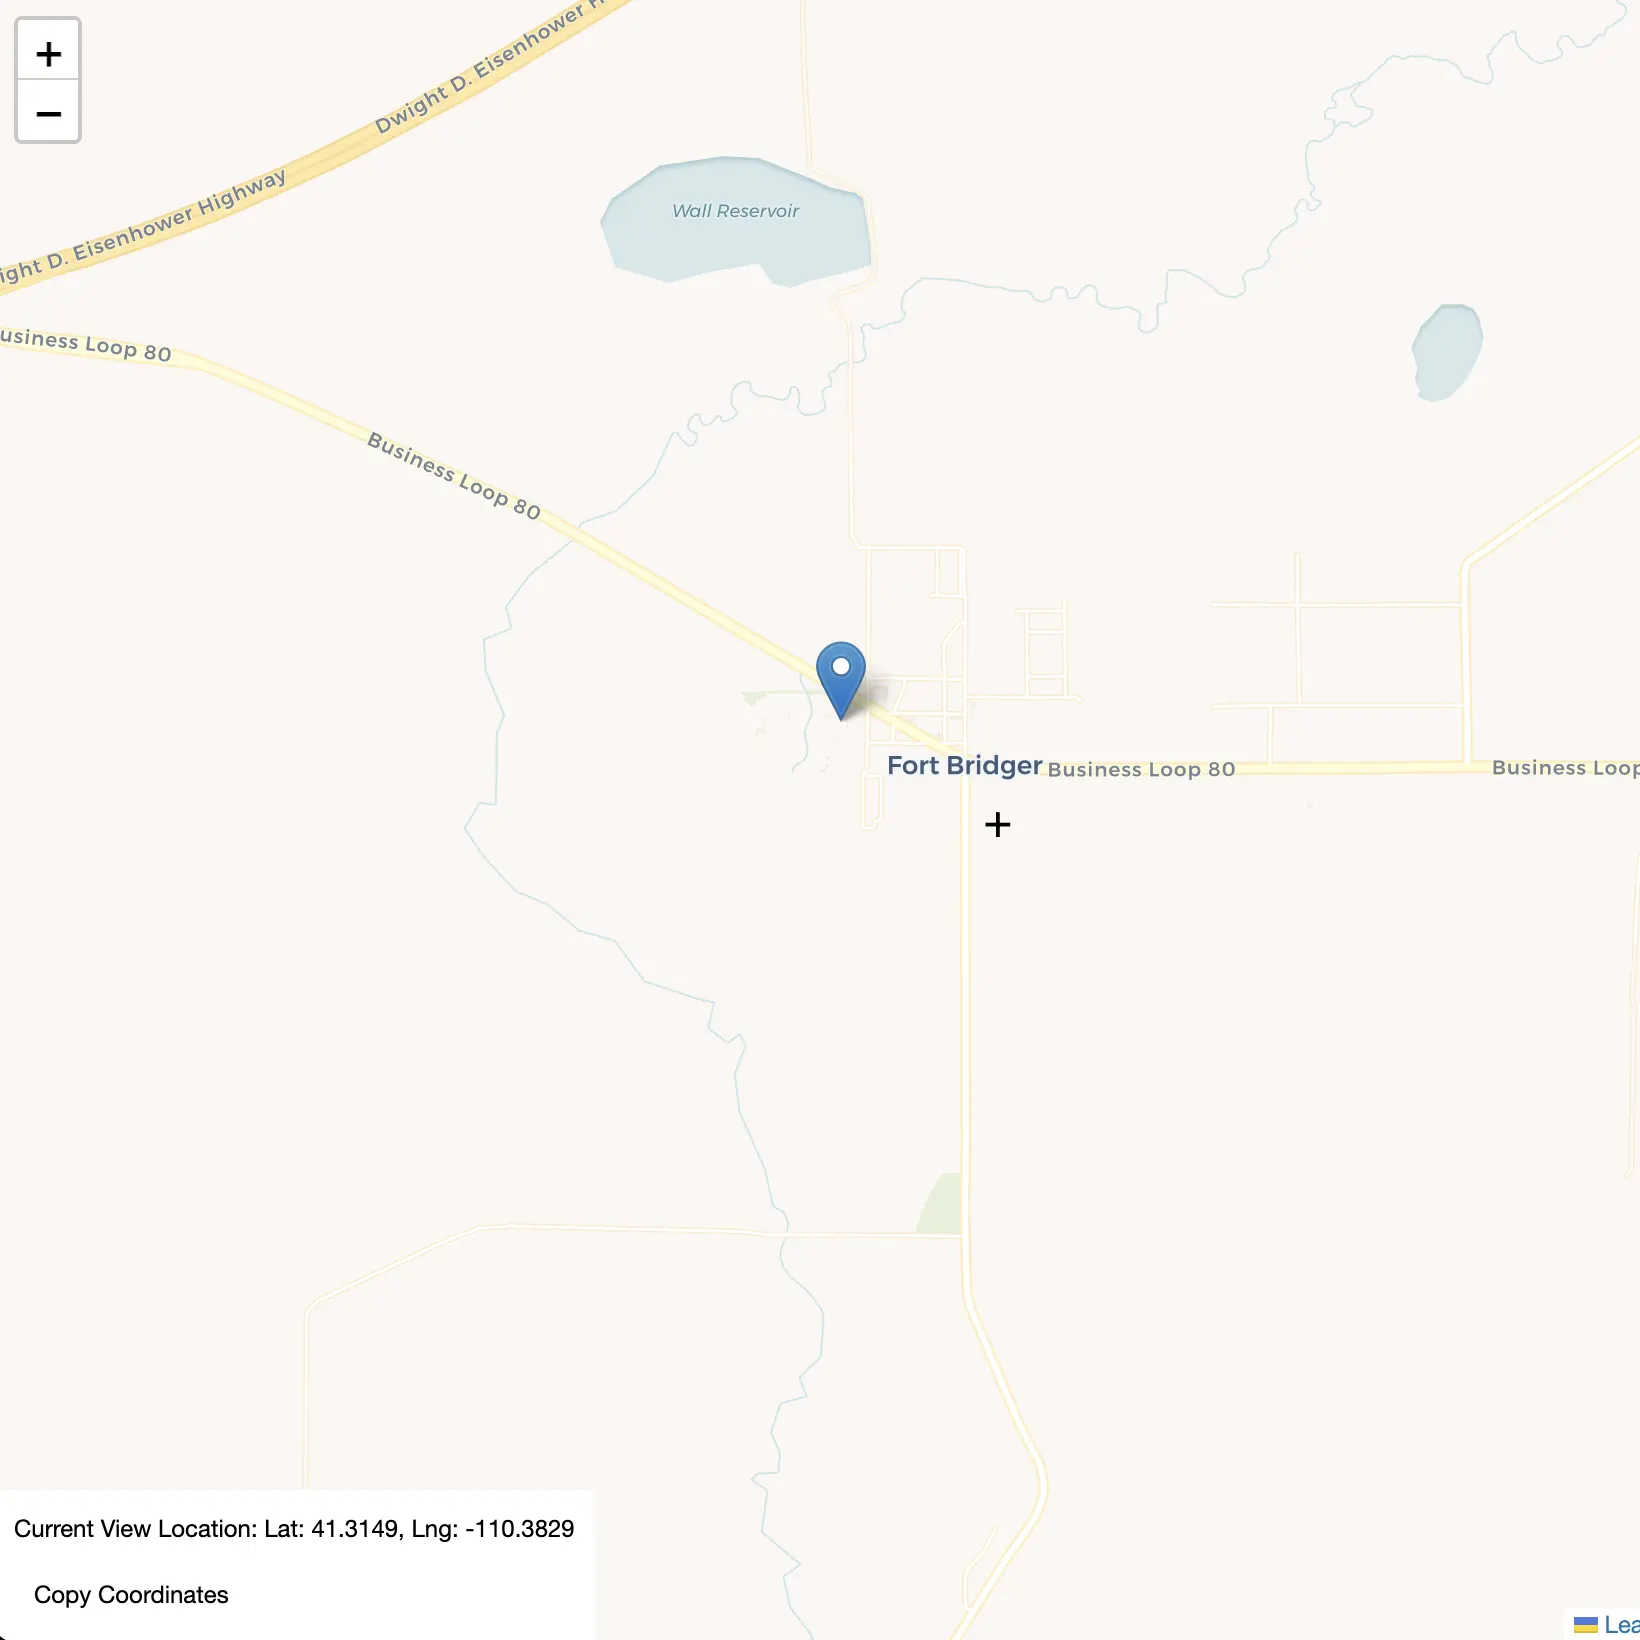 +
−
Dwight D. Eisenhower H
ight D. Eisenhower Highway
Wall Reservoir
usiness Loop 80
Business Loop 80
Fort Bridger
Business Loop 80
Business Loop
Current View Location: Lat: 41.3149, Lng: -110.3829
Copy Coordinates
Lea